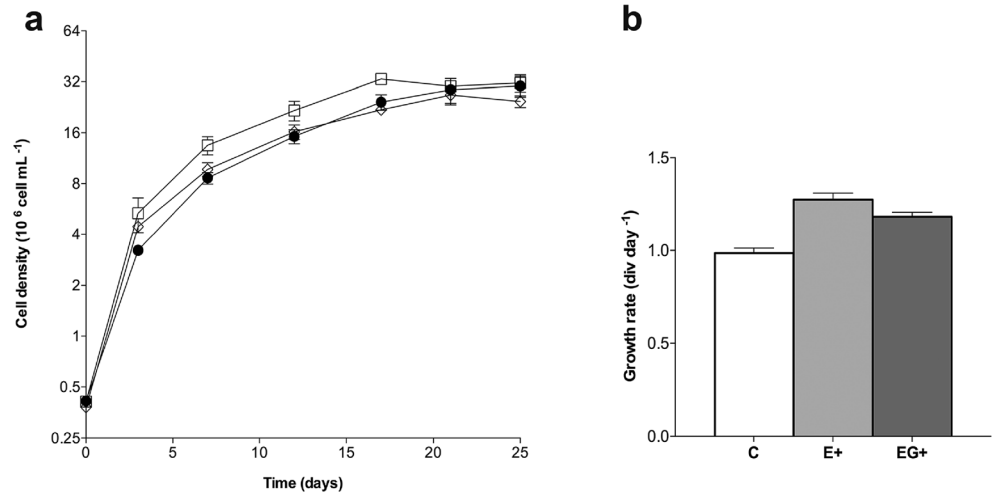 a
64
32
16
8
4
2
1
0.5
0.25
0 5 10 15 20 25
Time (days)
Cell density (10 6 cell mL -1)
b
1.5
1.0
0.5
0.0
C E+ EG+
Growth rate (div day -1)